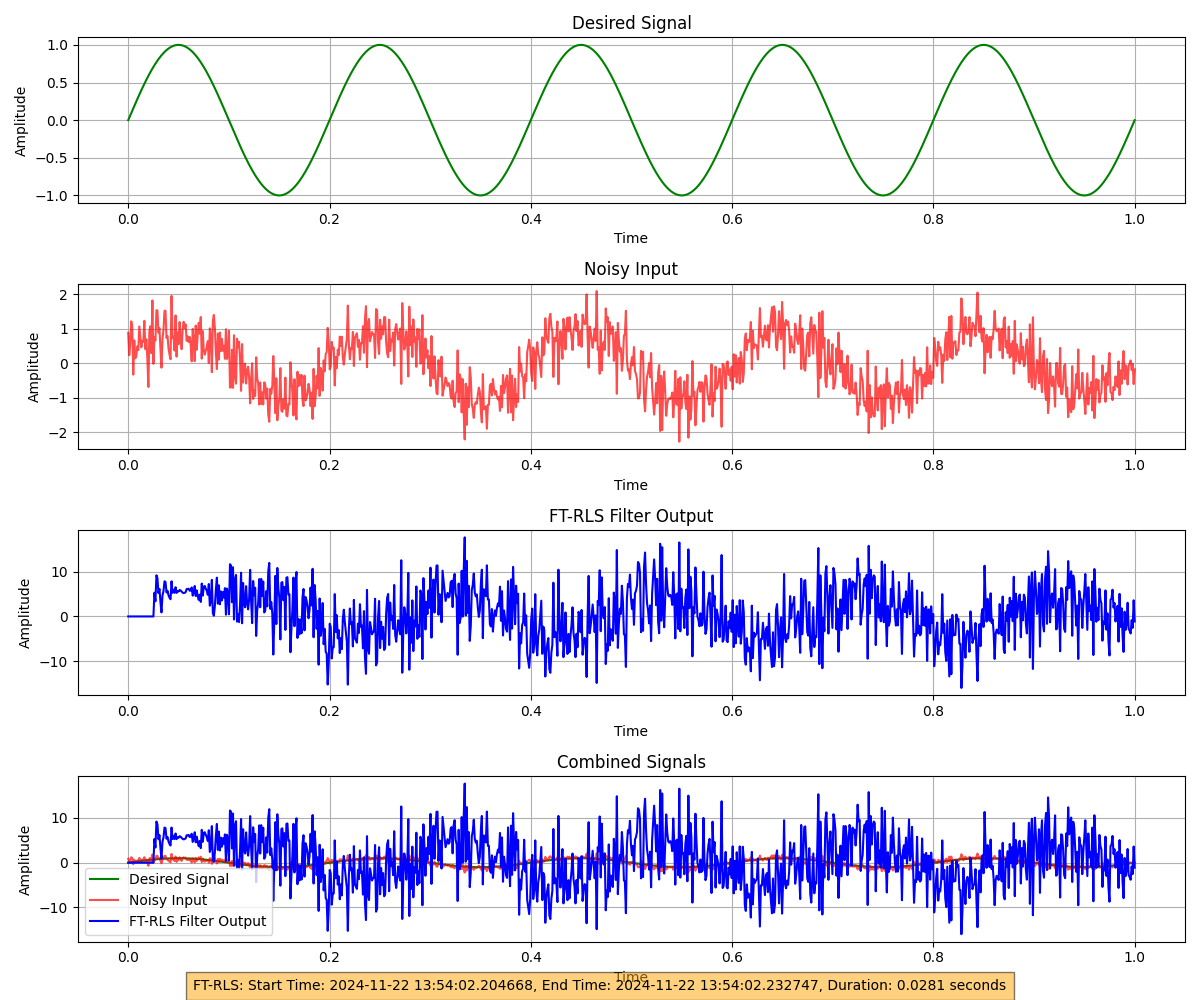 Desired Signal
1.0
0.5
0.0
−0.5
−1.0
Amplitude
0.0 0.2 0.4 0.6 0.8 1.0
Time
Noisy Input
2
1
0
−1
−2
Amplitude
0.0 0.2 0.4 0.6 0.8 1.0
Time
FT-RLS Filter Output
10
0
−10
Amplitude
0.0 0.2 0.4 0.6 0.8 1.0
Time
Combined Signals
10
0
−10
Amplitude
Desired Signal
Noisy Input
FT-RLS Filter Output
0.0 0.2 0.4 0.6 0.8 1.0
Time
FT-RLS: Start Time: 2024-11-22 13:54:02.204668, End Time: 2024-11-22 13:54:02.232747, Duration: 0.0281 seconds